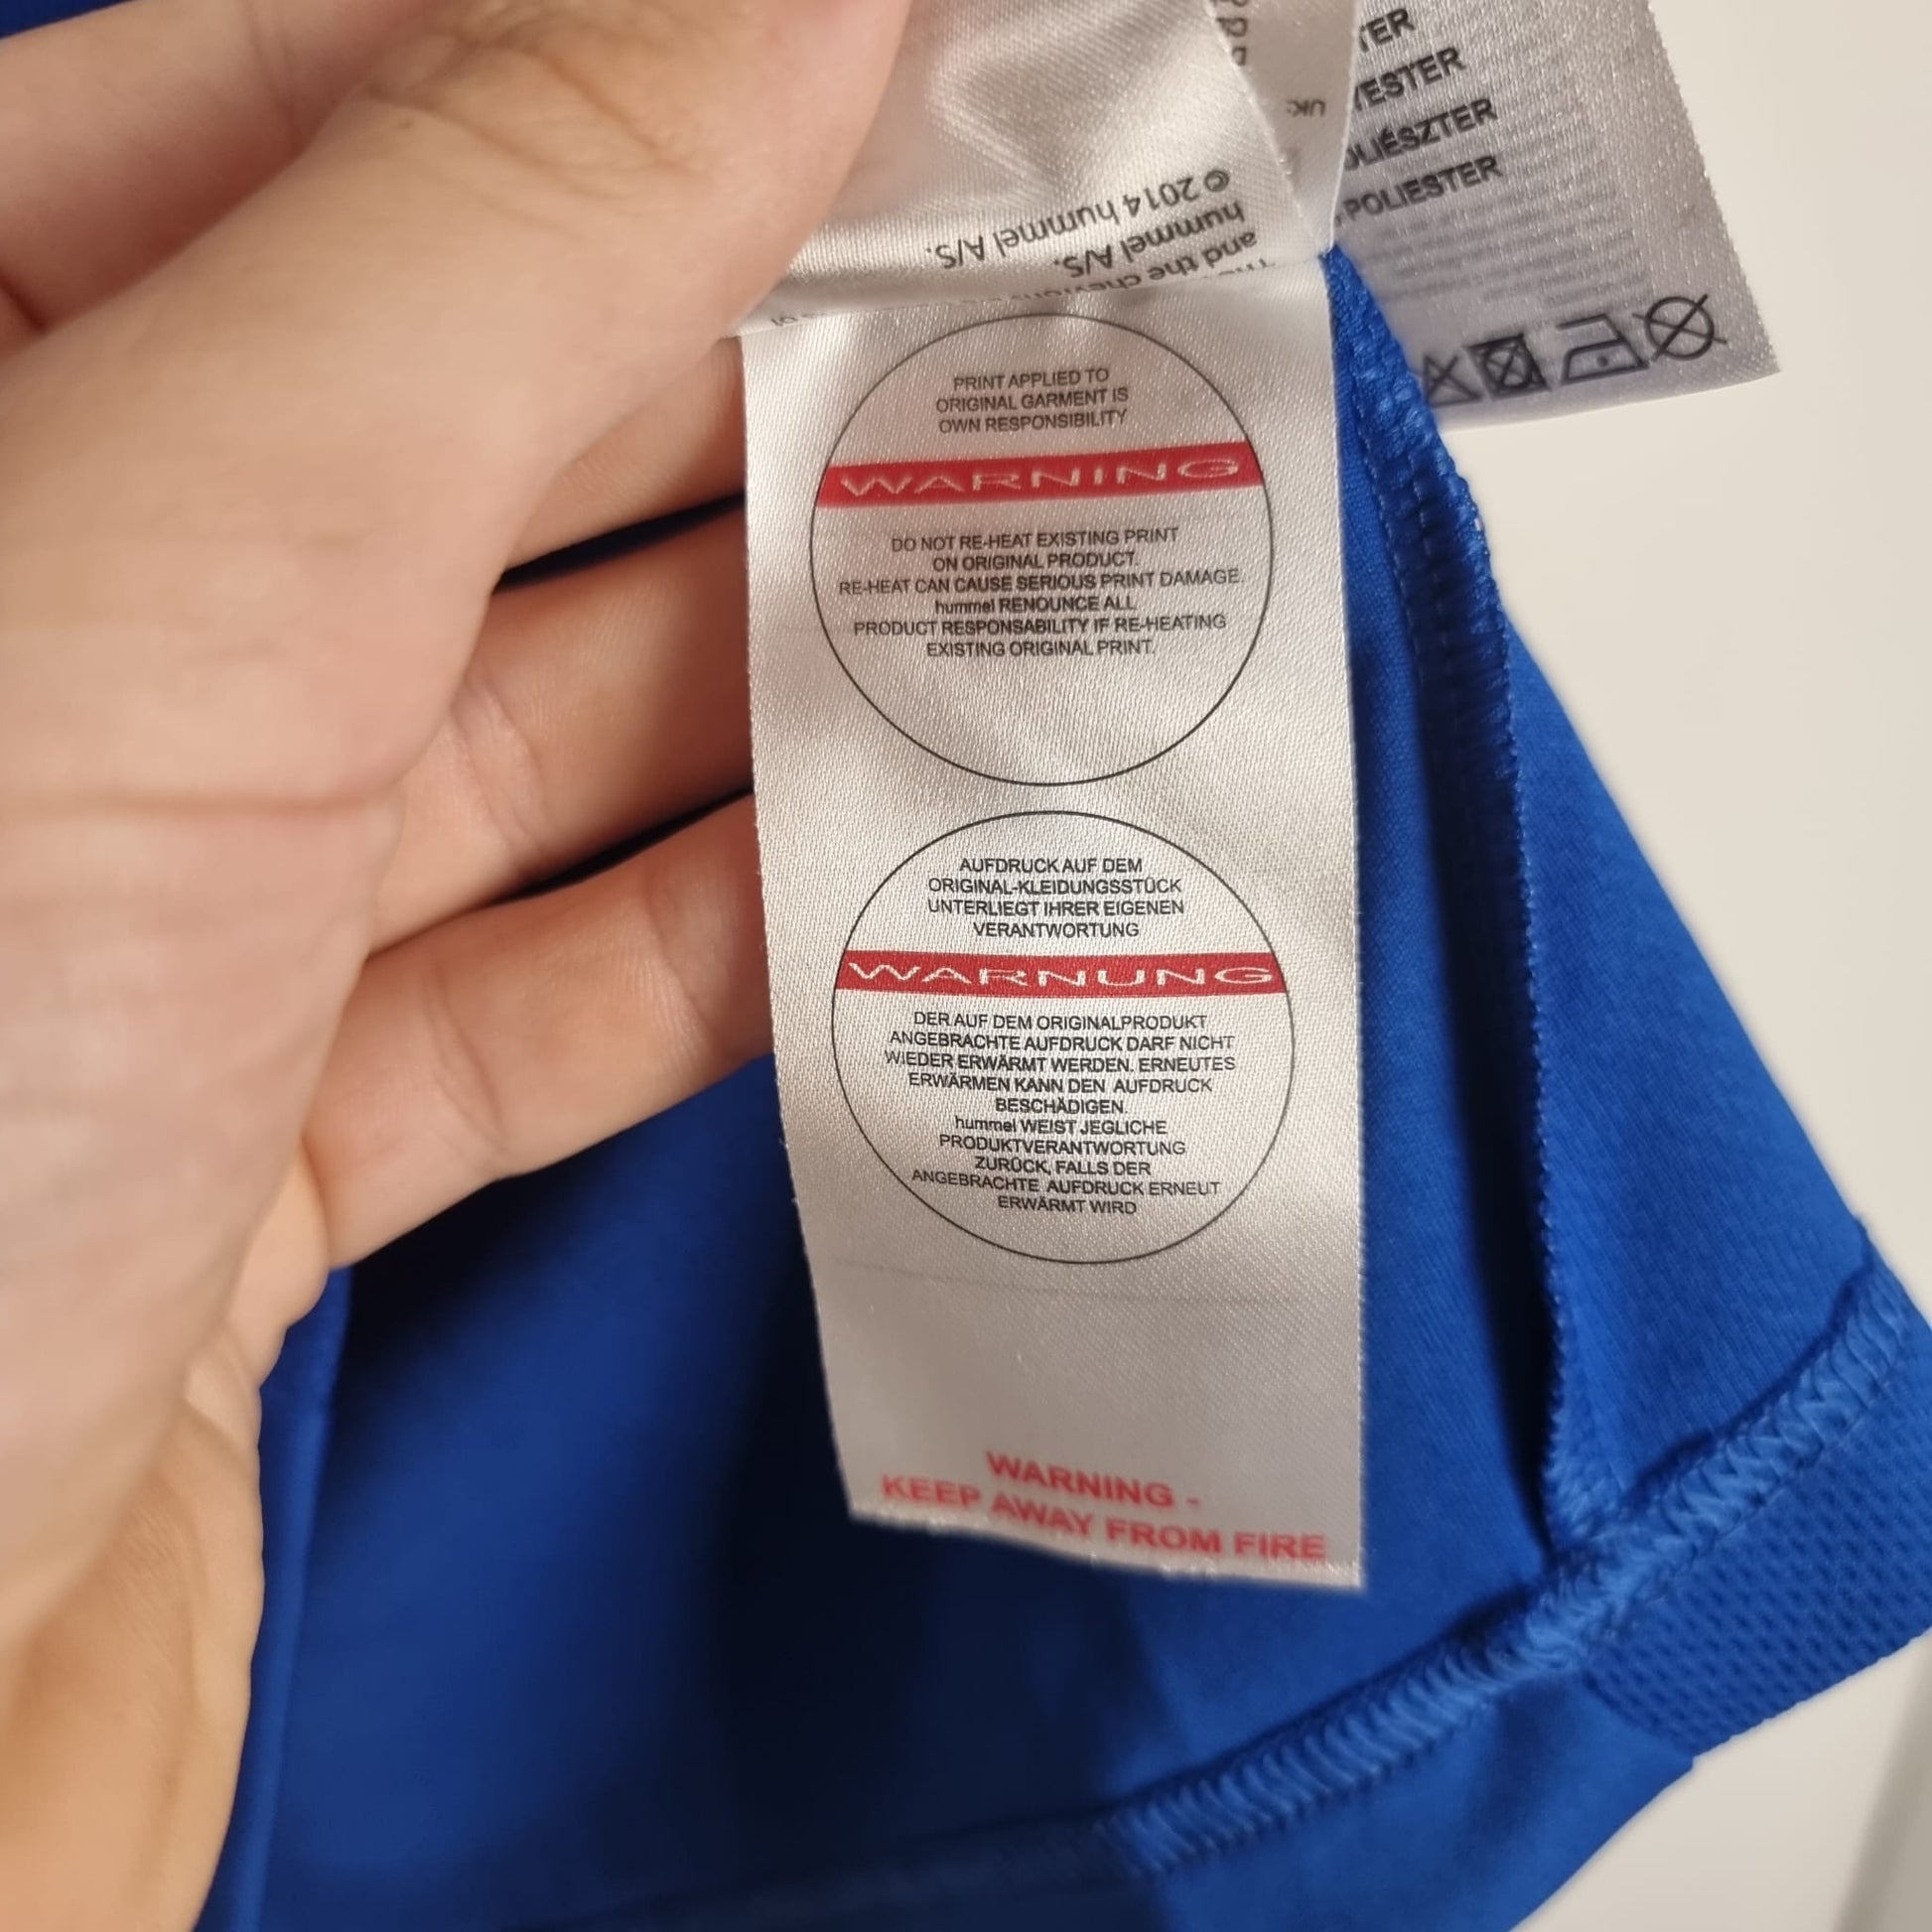 UK:
POLIESTER
© 2014 hummel A/S.
hummel A/S.
and the
PRINT APPLIED TO
ORIGINAL GARMENT IS
OWN RESPONSIBILITY
WARNING
DO NOT RE-HEAT EXISTING PRINT
ON ORIGINAL PRODUCT.
RE-HEAT CAN CAUSE SERIOUS PRINT DAMAGE.
hummel RENOUNCE ALL
PRODUCT RESPONSABILITY IF RE-HEATING
EXISTING ORIGINAL PRINT.
AUFDRUCK AUF DEM
ORIGINAL-KLEIDUNGSSTÜCK
UNTERLIEGT IHRER EIGENEN
VERANTWORTUNG
WARNUNG
DER AUF DEM ORIGINALPRODUKT
ANGEBRACHTE AUFDRUCK DARF NICHT
WIEDER ERWÄRMT WERDEN. ERNEUTES
ERWÄRMEN KANN DEN AUFDRUCK
BESCHÄDIGEN.
hummel WEIST JEGLICHE
PRODUKTVERANTWORTUNG
ZURÜCK, FALLS DER
ANGEBRACHTE AUFDRUCK ERNEUT
ERWÄRMT WIRD
WARNING -
KEEP AWAY FROM FIRE